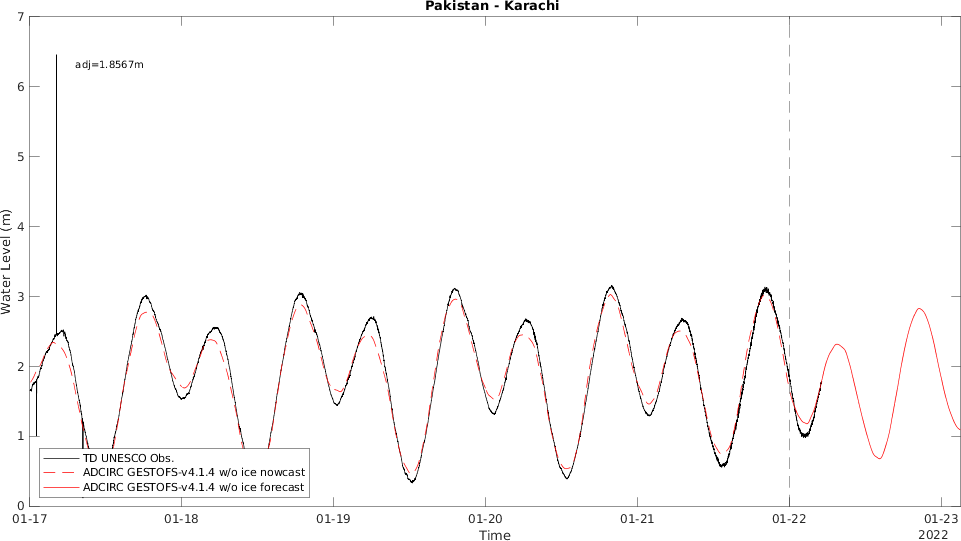 Pakistan - Karachi
7
adj=1.8567m
6
5
4
3
2
1
0
Water Level (m)
TD UNESCO Obs.
ADCIRC GESTOFS-v4.1.4 w/o ice nowcast
ADCIRC GESTOFS-v4.1.4 w/o ice forecast
01-17 01-18 01-19 01-20 01-21 01-22 01-23
Time
2022